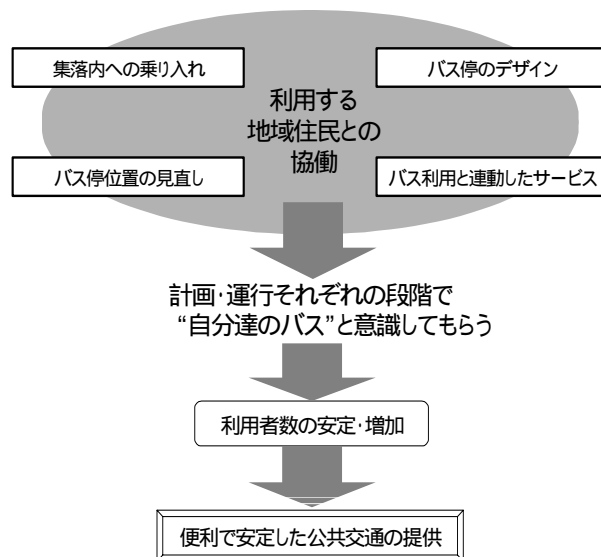 集落内への乗り入れ
バス停のデザイン
利用する
地域住民との
協働
バス停位置の見直し
バス利用と連動したサービス
計画・運行それぞれの段階で
“自分達のバス”と意識してもらう
利用者数の安定・増加
便利で安定した公共交通の提供